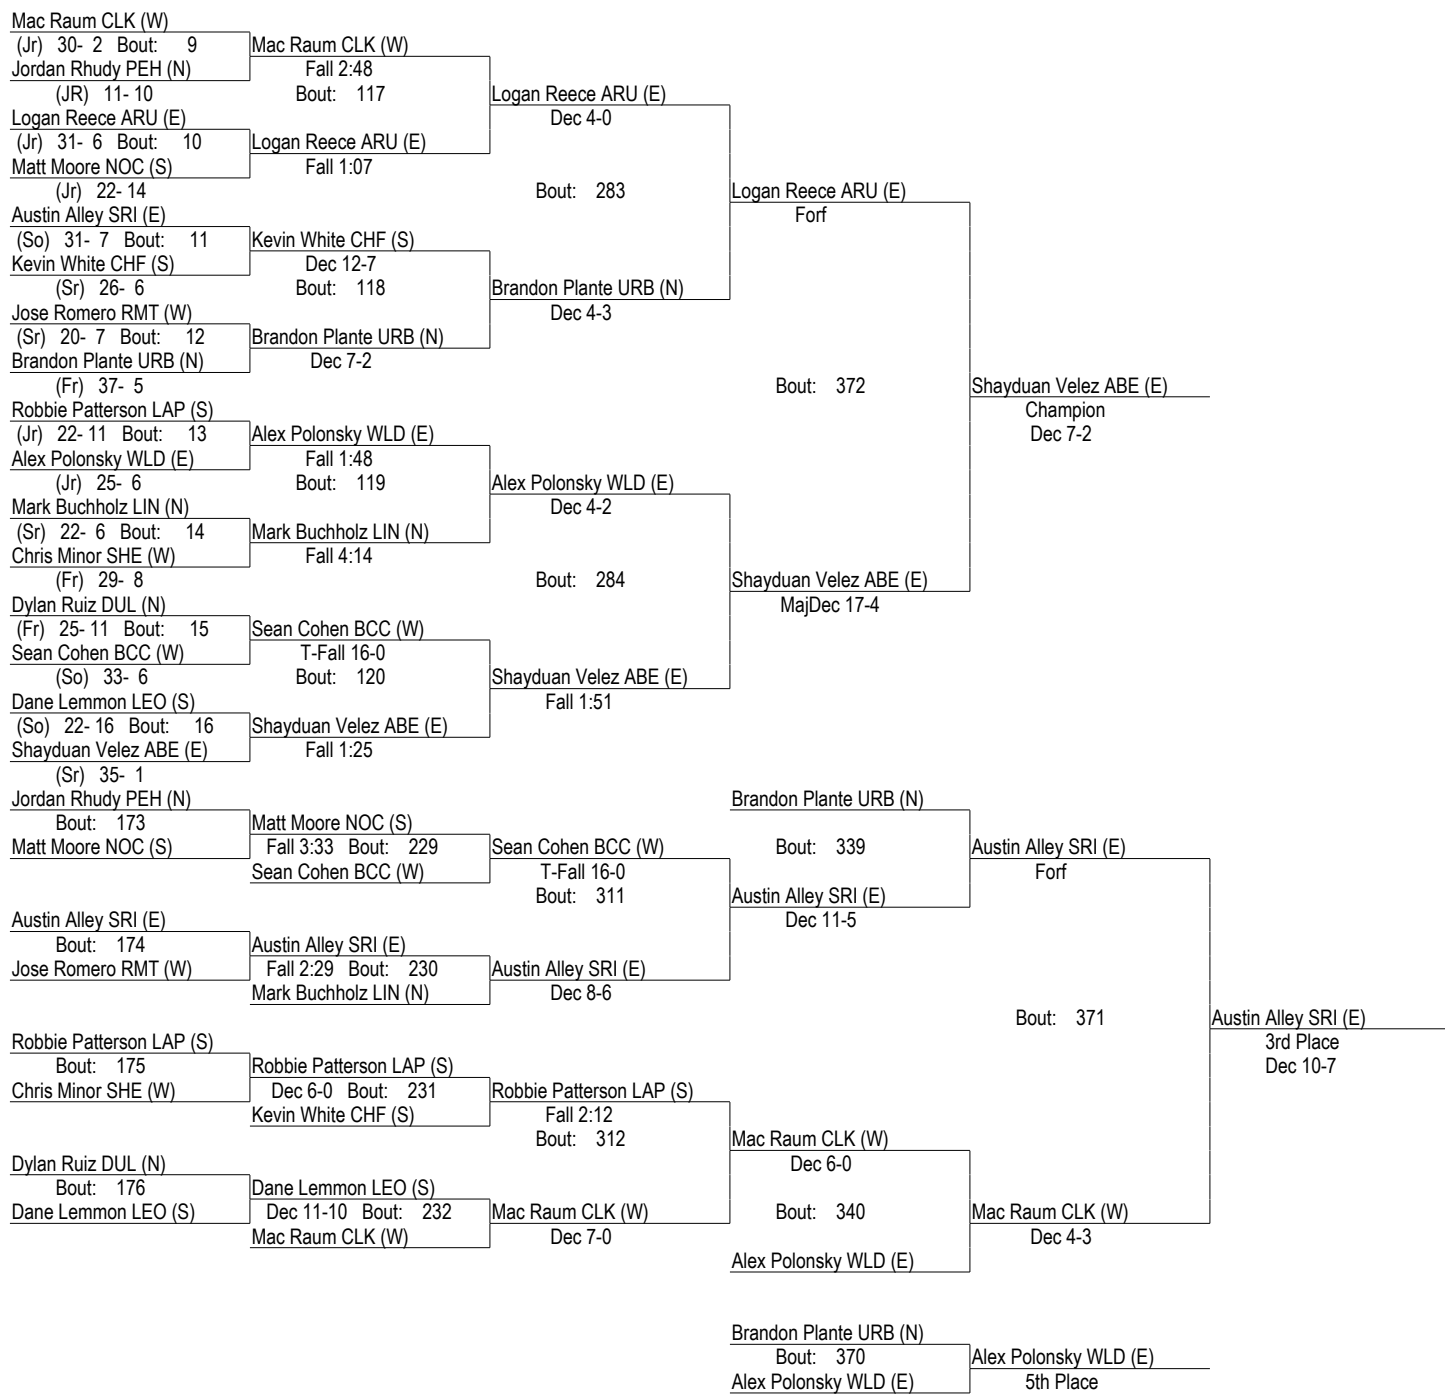 Mac Raum CLK (W)
(Jr) 30- 2 Bout: 9 Mac Raum CLK (W)
Jordan Rhudy PEH (N) Fall 2:48
(JR) 11- 10 Bout: 117 Logan Reece ARU (E)
Logan Reece ARU (E) Dec 4-0
(Jr) 31- 6 Bout: 10 Logan Reece ARU (E)
Matt Moore NOC (S) Fall 1:07
(Jr) 22- 14 Bout: 283 Logan Reece ARU (E)
Austin Alley SRI (E) Forf
(So) 31- 7 Bout: 11 Kevin White CHF (S)
Kevin White CHF (S) Dec 12-7
(Sr) 26- 6 Bout: 118 Brandon Plante URB (N)
Jose Romero RMT (W) Dec 4-3
(Sr) 20- 7 Bout: 12 Brandon Plante URB (N)
Brandon Plante URB (N) Dec 7-2
(Fr) 37- 5 Bout: 372 Shayduan Velez ABE (E)
Robbie Patterson LAP (S) Champion
(Jr) 22- 11 Bout: 13 Alex Polonsky WLD (E) Dec 7-2
Alex Polonsky WLD (E) Fall 1:48
(Jr) 25- 6 Bout: 119 Alex Polonsky WLD (E)
Mark Buchholz LIN (N) Dec 4-2
(Sr) 22- 6 Bout: 14 Mark Buchholz LIN (N)
Chris Minor SHE (W) Fall 4:14
(Fr) 29- 8 Bout: 284 Shayduan Velez ABE (E)
Dylan Ruiz DUL (N) MajDec 17-4
(Fr) 25- 11 Bout: 15 Sean Cohen BCC (W)
Sean Cohen BCC (W) T-Fall 16-0
(So) 33- 6 Bout: 120 Shayduan Velez ABE (E)
Dane Lemmon LEO (S) Fall 1:51
(So) 22- 16 Bout: 16 Shayduan Velez ABE (E)
Shayduan Velez ABE (E) Fall 1:25
(Sr) 35- 1
Jordan Rhudy PEH (N) Brandon Plante URB (N)
Bout: 173 Matt Moore NOC (S)
Matt Moore NOC (S) Fall 3:33 Bout: 229 Sean Cohen BCC (W) Bout: 339 Austin Alley SRI (E)
Sean Cohen BCC (W) T-Fall 16-0 Forf
Bout: 311 Austin Alley SRI (E)
Austin Alley SRI (E) Dec 11-5
Bout: 174 Austin Alley SRI (E)
Jose Romero RMT (W) Fall 2:29 Bout: 230 Austin Alley SRI (E)
Mark Buchholz LIN (N) Dec 8-6
Bout: 371 Austin Alley SRI (E)
Robbie Patterson LAP (S) 3rd Place
Bout: 175 Robbie Patterson LAP (S) Dec 10-7
Chris Minor SHE (W) Dec 6-0 Bout: 231 Robbie Patterson LAP (S)
Kevin White CHF (S) Fall 2:12
Bout: 312 Mac Raum CLK (W)
Dylan Ruiz DUL (N) Dec 6-0
Bout: 176 Dane Lemmon LEO (S)
Dane Lemmon LEO (S) Dec 11-10 Bout: 232 Mac Raum CLK (W) Bout: 340 Mac Raum CLK (W)
Mac Raum CLK (W) Dec 7-0 Dec 4-3
Alex Polonsky WLD (E)
Brandon Plante URB (N)
Bout: 370 Alex Polonsky WLD (E)
Alex Polonsky WLD (E) 5th Place